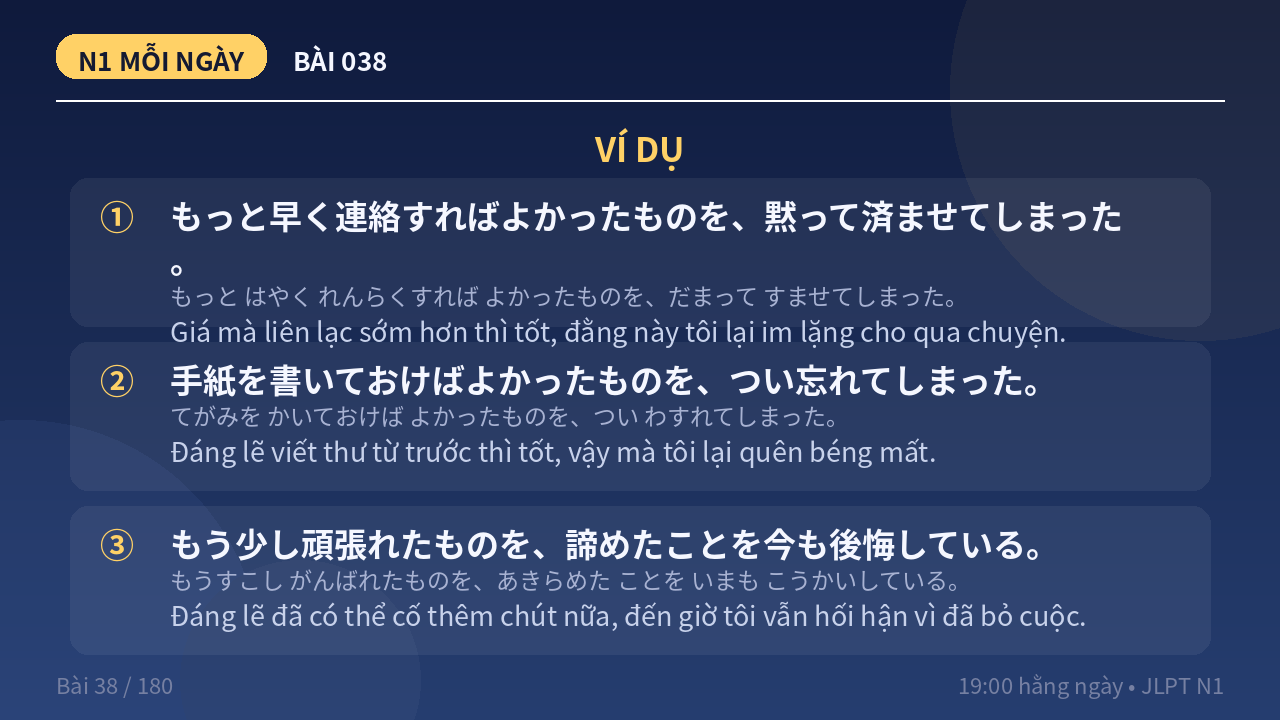 N1 MỖI NGÀY
BÀI 038
VÍ DỤ
① もっと早く連絡すればよかったものを、黙って済ませてしまった
。
もっと はやく れんらくすれば よかったものを、だまって すませてしまった。
Giá mà liên lạc sớm hơn thì tốt, đằng này tôi lại im lặng cho qua chuyện.
② 手紙を書いておけばよかったものを、つい忘れてしまった。
てがみを かいておけば よかったものを、つい わすれてしまった。
Đáng lẽ viết thư từ trước thì tốt, vậy mà tôi lại quên béng mất.
③ もう少し頑張れたものを、諦めたことを今も後悔している。
もうすこし がんばれたものを、あきらめた ことを いまも こうかいしている。
Đáng lẽ đã có thể cố thêm chút nữa, đến giờ tôi vẫn hối hận vì đã bỏ cuộc.
Bài 38 / 180
19:00 hằng ngày • JLPT N1